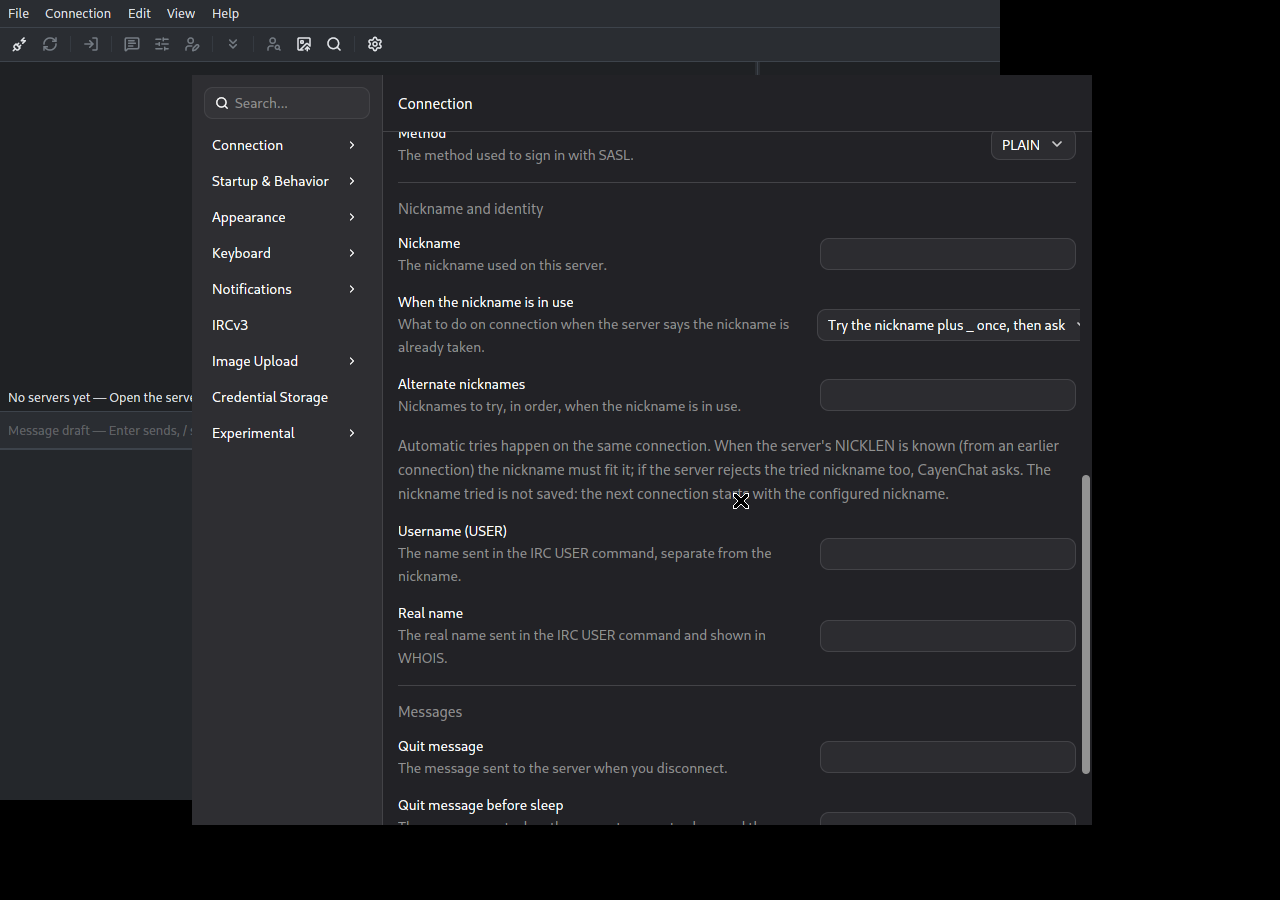 File Connection Edit View Help
Search...
Connection
Connection
Startup & Behavior
Appearance
Keyboard
Notifications
IRCv3
Image Upload
Credential Storage
Experimental
No servers yet — Open the serve
Message draft — Enter sends, /
Method
The method used to sign in with SASL.
PLAIN
Nickname and identity
Nickname
The nickname used on this server.
When the nickname is in use
What to do on connection when the server says the nickname is
already taken.
Try the nickname plus _ once, then ask
Alternate nicknames
Nicknames to try, in order, when the nickname is in use.
Automatic tries happen on the same connection. When the server's NICKLEN is known (from an earlier
connection) the nickname must fit it; if the server rejects the tried nickname too, CayenChat asks. The
nickname tried is not saved: the next connection starts with the configured nickname.
Username (USER)
The name sent in the IRC USER command, separate from the
nickname.
Real name
The real name sent in the IRC USER command and shown in
WHOIS.
Messages
Quit message
The message sent to the server when you disconnect.
Quit message before sleep